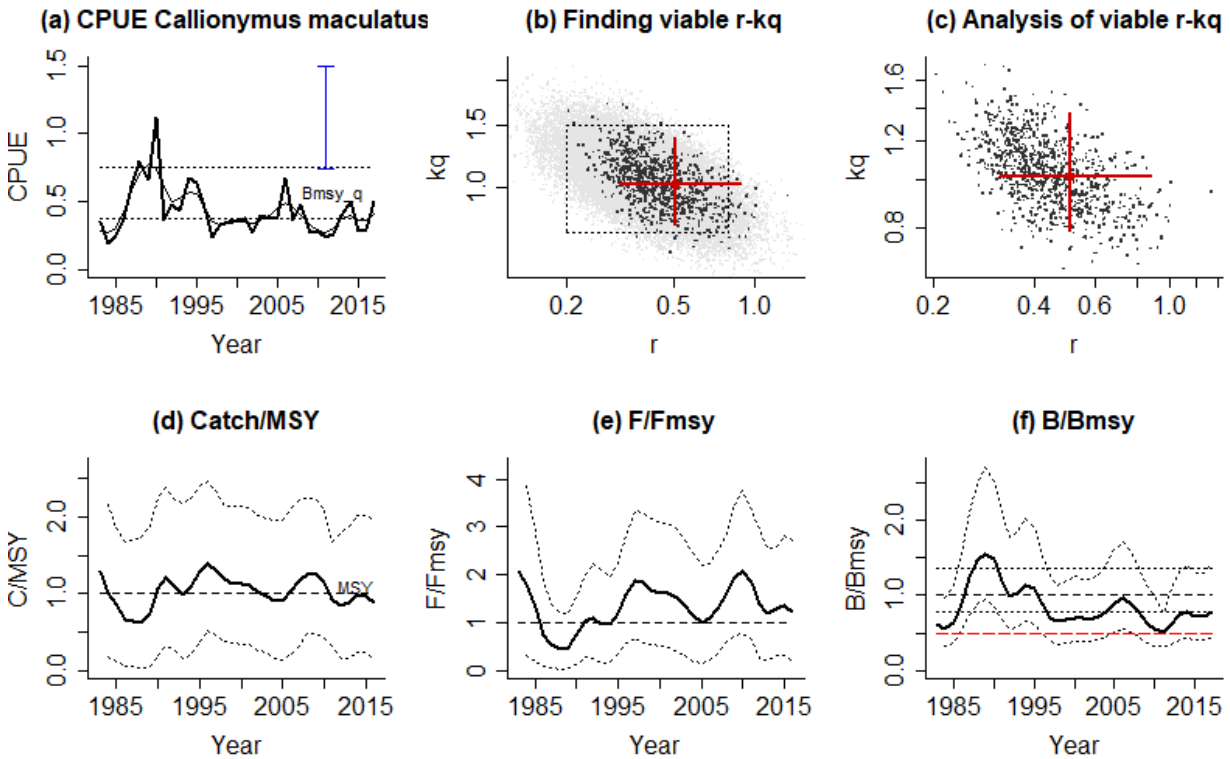 (a) CPUE Callionymus maculatus
CPUE
0.0 0.5 1.0 1.5
Bmsy_q
1985 1995 2005 2015
Year
(b) Finding viable r-kq
kq
1.0 1.5
0.2 0.5 1.0
r
(c) Analysis of viable r-kq
kq
0.8 1.2 1.6
0.2 0.4 0.6 1.0
r
(d) Catch/MSY
C/MSY
0.0 1.0 2.0
MSY
1985 1995 2005 2015
Year
(e) F/Fmsy
F/Fmsy
0 1 2 3 4
1985 1995 2005 2015
Year
(f) B/Bmsy
B/Bmsy
0.0 1.0 2.0
1985 1995 2005 2015
Year